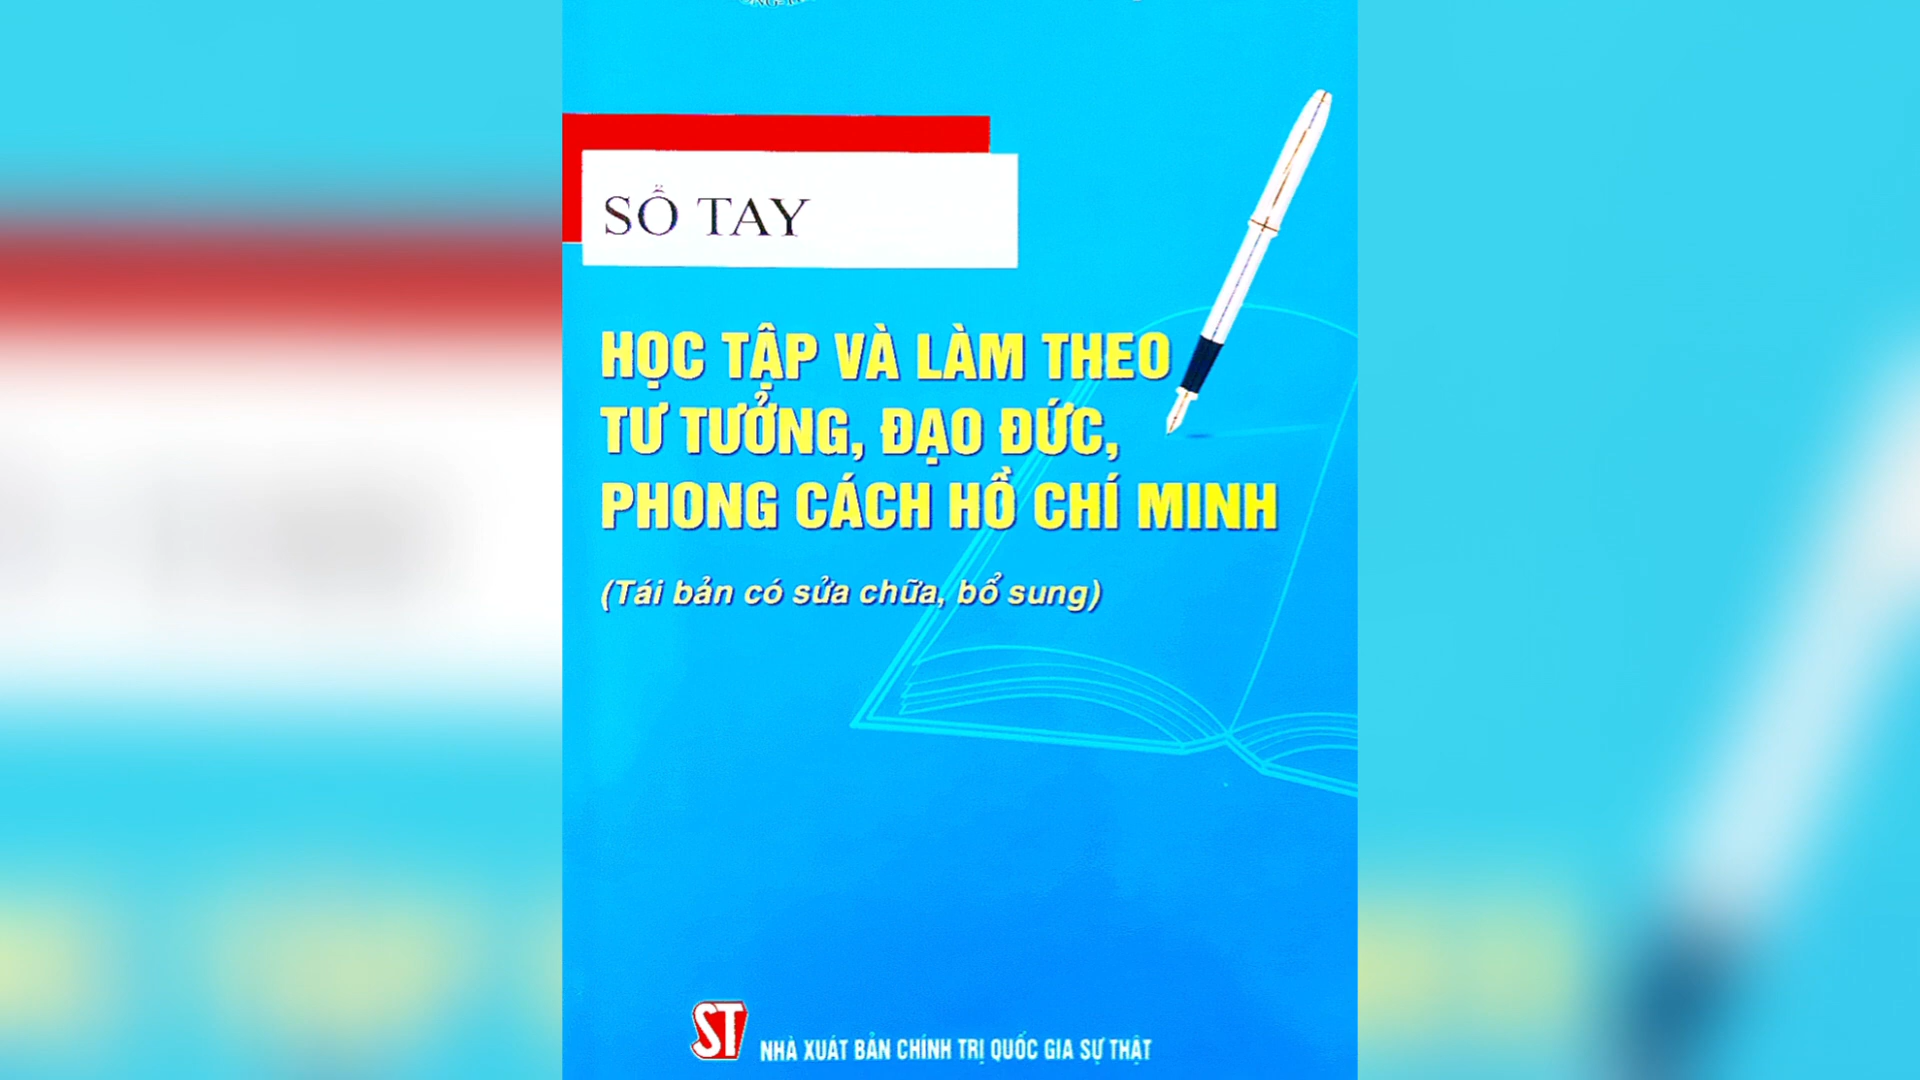 SỔ TAY
HỌC TẬP VÀ LÀM THEO
TƯ TƯỞNG, ĐẠO ĐỨC,
PHONG CÁCH HỒ CHÍ MINH
(Tái bản có sửa chữa, bổ sung)
ST
NHÀ XUẤT BẢN CHÍNH TRỊ QUỐC GIA SỰ THẬT